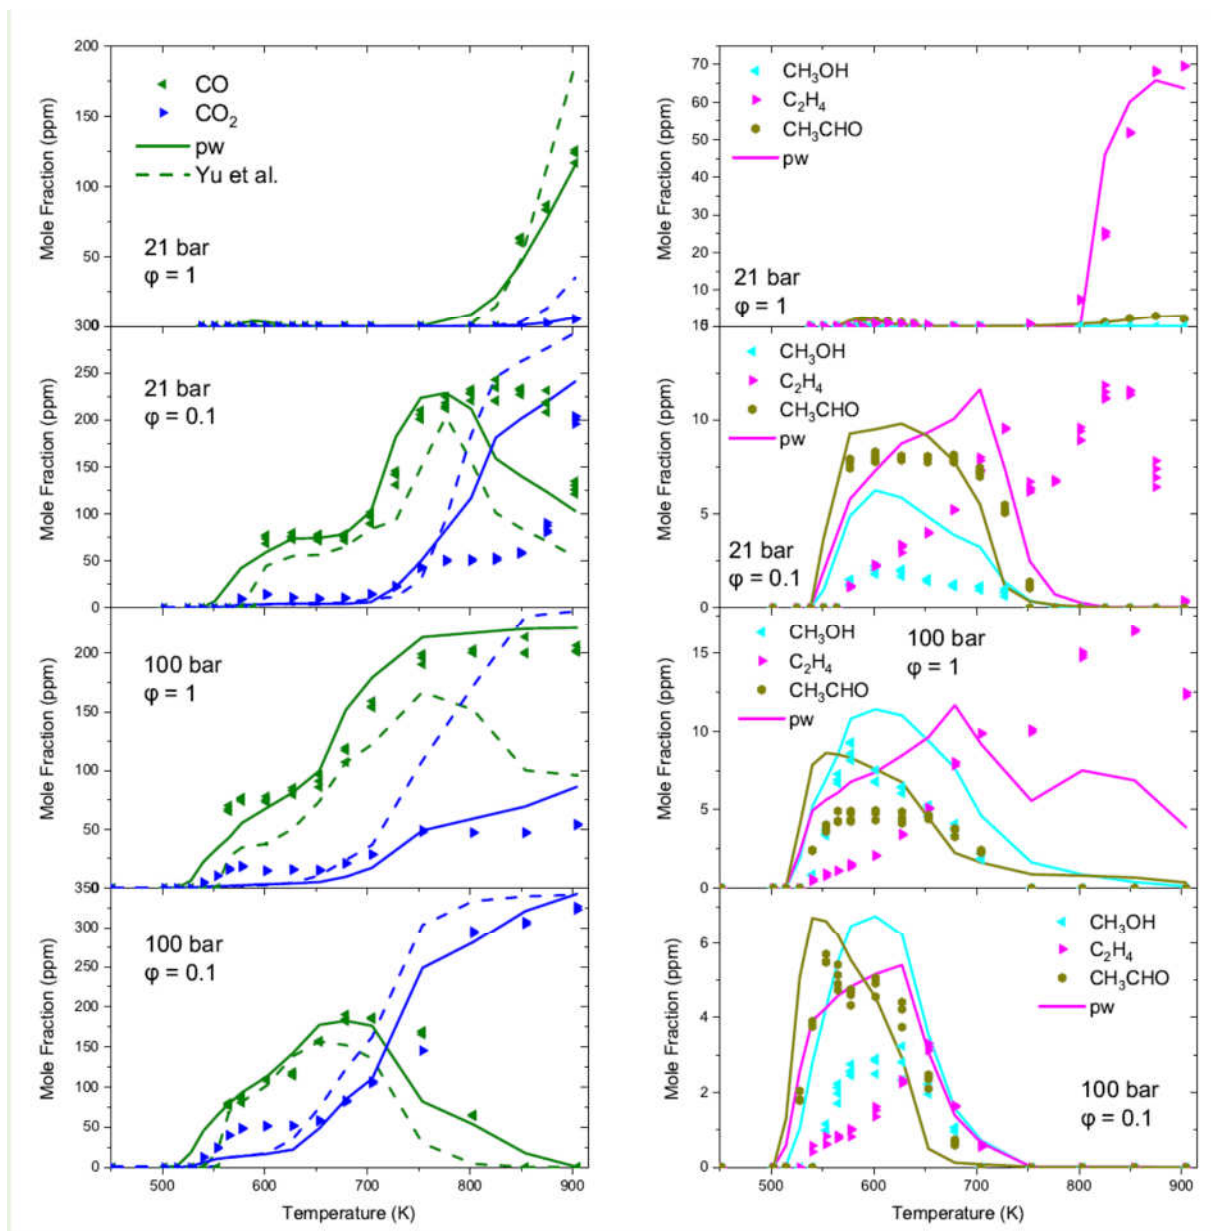 200
150
100
50
Mole Fraction (ppm)
CO
CO₂
pw
Yu et al.
21 bar
φ = 1
70
60
50
40
30
20
10
Mole Fraction (ppm)
CH₃OH
C₂H₄
CH₃CHO
pw
21 bar
φ = 1
300
250
200
150
100
50
0
Mole Fraction (ppm)
21 bar
φ = 0.1
15
10
5
0
Mole Fraction (ppm)
CH₃OH
C₂H₄
CH₃CHO
pw
21 bar
φ = 0.1
200
150
100
50
Mole Fraction (ppm)
100 bar
φ = 1
15
10
5
0
Mole Fraction (ppm)
CH₃OH
C₂H₄
CH₃CHO
pw
100 bar
φ = 1
350
300
250
200
150
100
50
0
Mole Fraction (ppm)
100 bar
φ = 0.1
500 600 700 800 900
Temperature (K)
6
4
2
0
Mole Fraction (ppm)
CH₃OH
C₂H₄
CH₃CHO
pw
100 bar
φ = 0.1
450 500 550 600 650 700 750 800 850 900
Temperature (K)